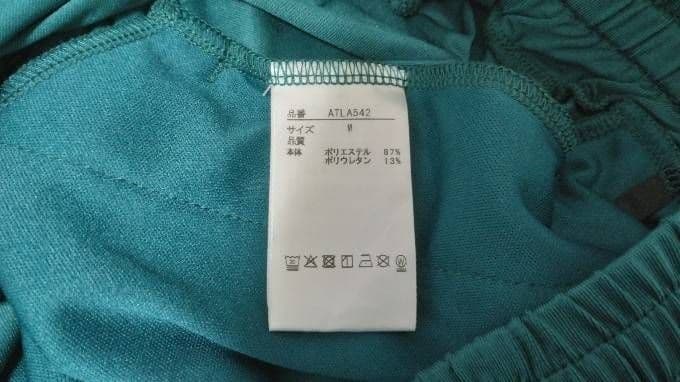 品番 ATLA542
サイズ M
品質
本体 ポリエステル 87%
ポリウレタン 13%